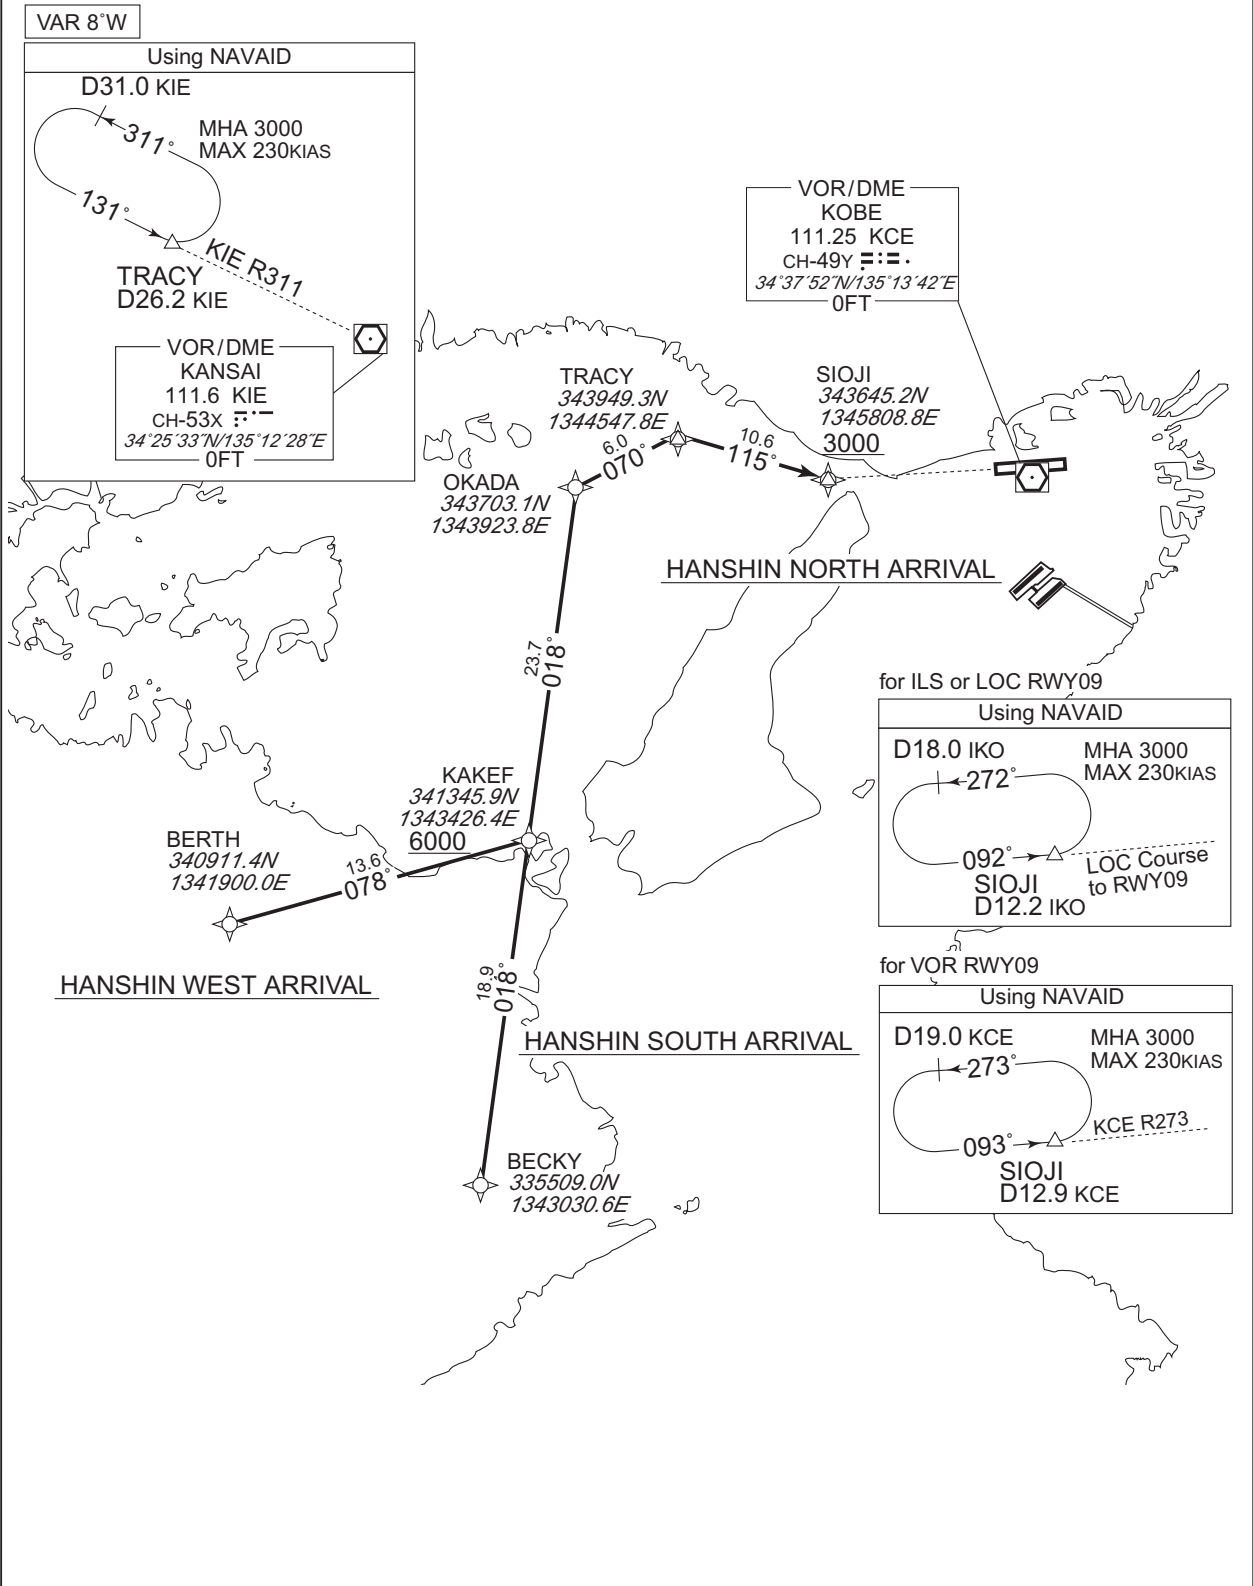 VAR 8°W
Using NAVAID
D31.0 KIE
311°
MHA 3000
MAX 230KIAS
131°
KIE R311
TRACY
D26.2 KIE
VOR/DME
KANSAI
111.6 KIE
CH-53X
34°25′33″N/135°12′28″E
0FT
VOR/DME
KOBE
111.25 KCE
CH-49Y
34°37′52″N/135°13′42″E
0FT
TRACY
343949.3N
1344547.8E
SIOJI
343645.2N
1345808.8E
3000
6.0
070°
10.6
115°
OKADA
343703.1N
1343923.8E
HANSHIN NORTH ARRIVAL
23.7
018°
for ILS or LOC RWY09
Using NAVAID
D18.0 IKO
MHA 3000
MAX 230KIAS
272°
092°
SIOJI
D12.2 IKO
LOC Course
to RWY09
KAKEF
341345.9N
1343426.4E
6000
BERTH
340911.4N
1341900.0E
13.6
078°
HANSHIN WEST ARRIVAL
18.9
018°
HANSHIN SOUTH ARRIVAL
for VOR RWY09
Using NAVAID
D19.0 KCE
MHA 3000
MAX 230KIAS
273°
093°
KCE R273
SIOJI
D12.9 KCE
BECKY
335509.0N
1343030.6E